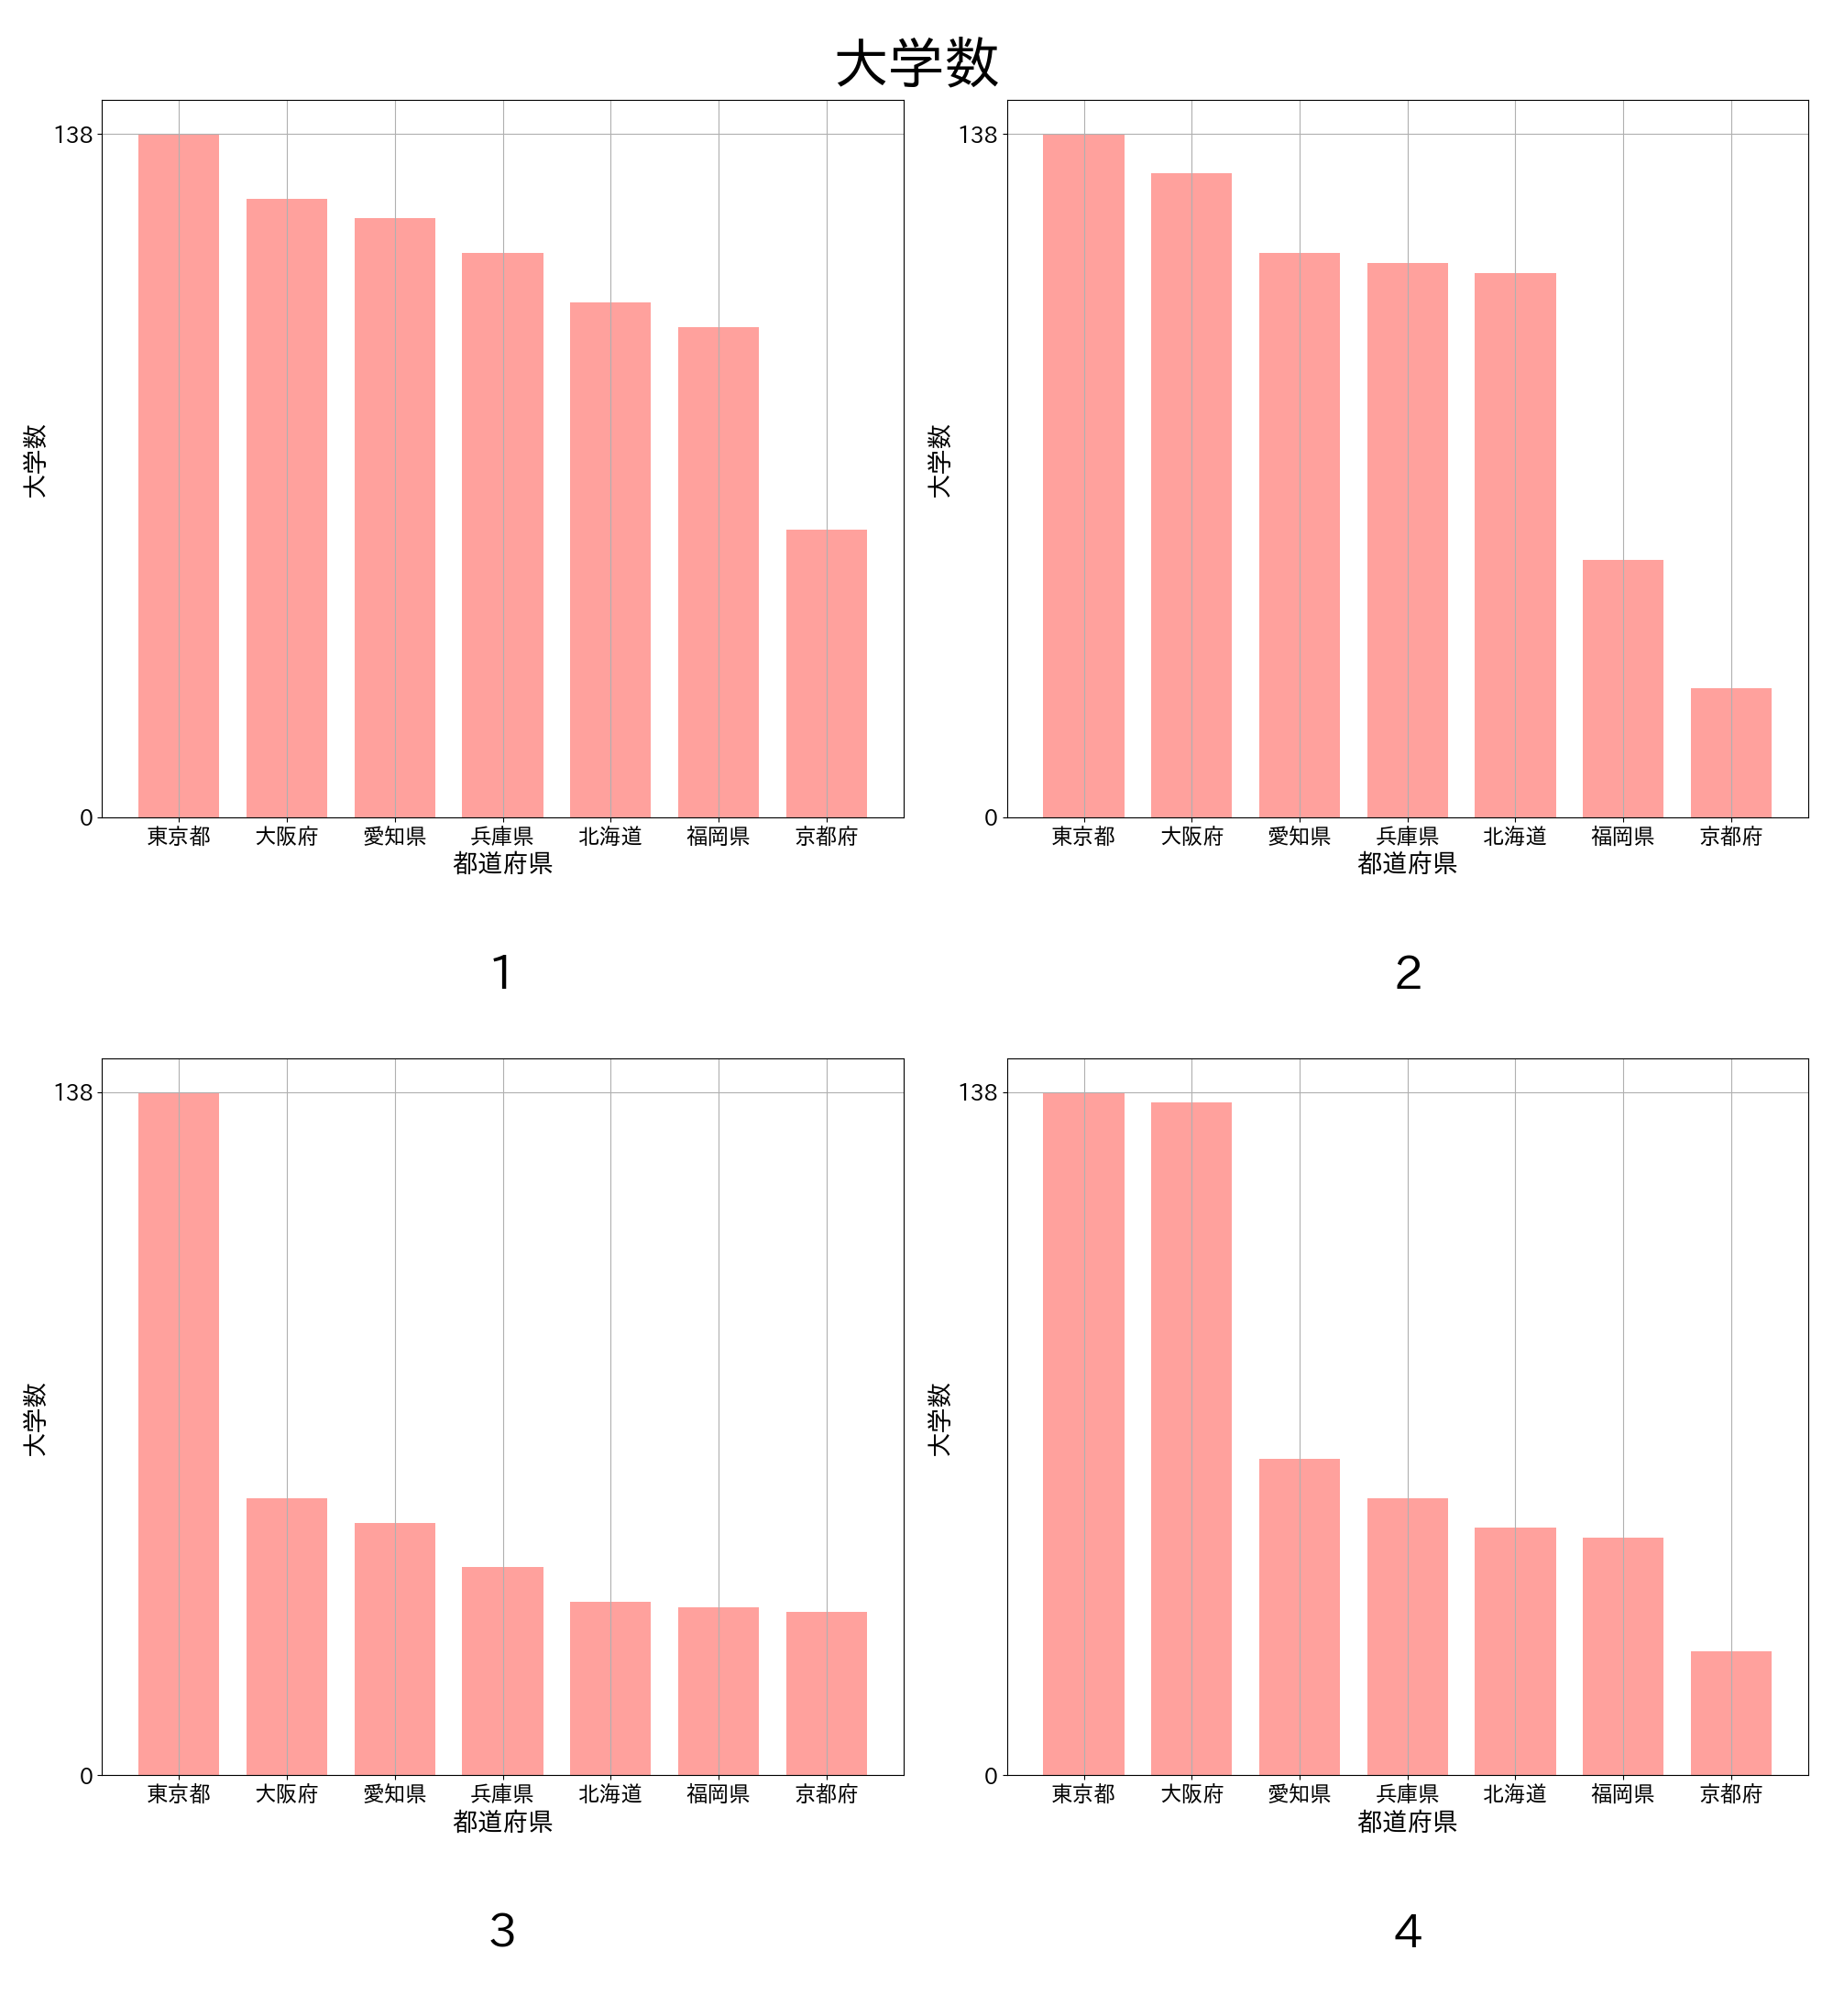 大学数
138
0
大学数
東京都 大阪府 愛知県 兵庫県 北海道 福岡県 京都府
都道府県
1
138
0
大学数
東京都 大阪府 愛知県 兵庫県 北海道 福岡県 京都府
都道府県
2
138
0
大学数
東京都 大阪府 愛知県 兵庫県 北海道 福岡県 京都府
都道府県
3
138
0
大学数
東京都 大阪府 愛知県 兵庫県 北海道 福岡県 京都府
都道府県
4